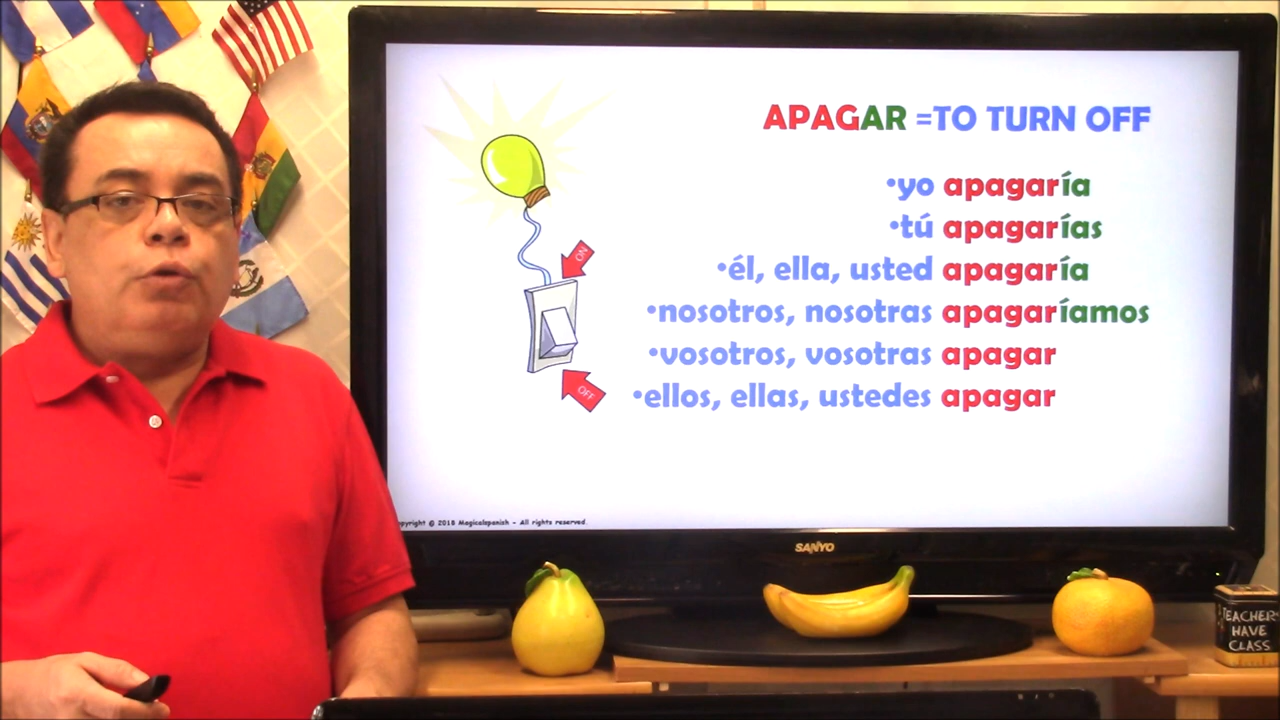 APAGAR =TO TURN OFF
•yo apagaría
•tú apagarías
•él, ella, usted apagaría
•nosotros, nosotras apagaríamos
•vosotros, vosotras apagar
•ellos, ellas, ustedes apagar
ON
OFF
opyright © 2018 Magicalspanish - All rights reserved.
SANYO
TEACHERS
HAVE
CLASS